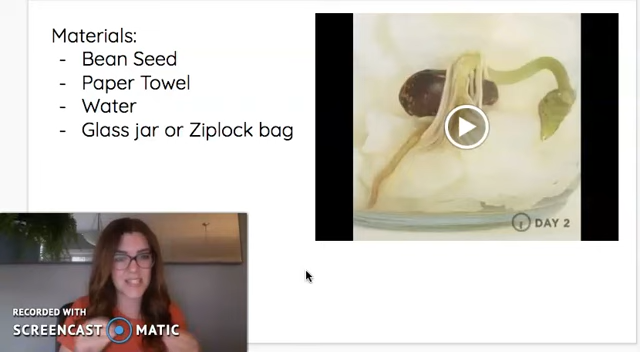 Materials:
- Bean Seed
- Paper Towel
- Water
- Glass jar or Ziplock bag
DAY 2
RECORDED WITH
SCREENCAST MATIC